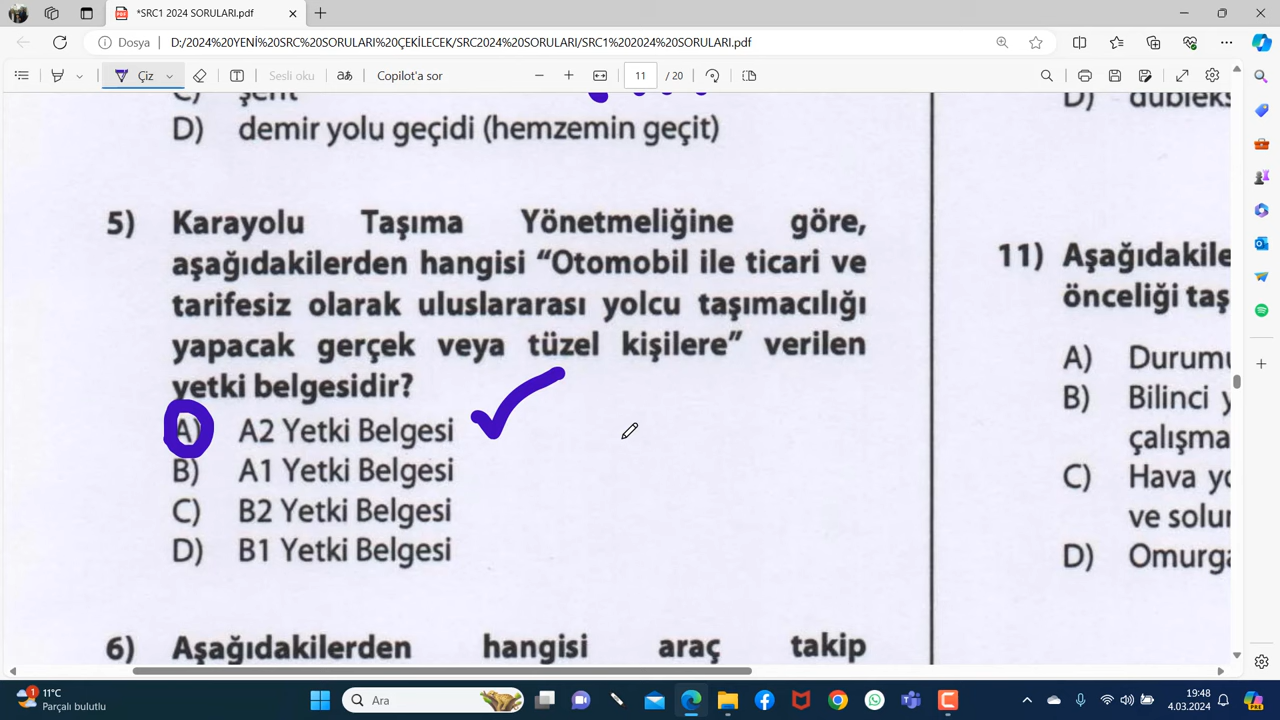 *SRC1 2024 SORULARI.pdf
Dosya
D:/2024%20YENİ%20SRC%20SORULARI%20ÇEKİLECEK/SRC2024%20SORULARI/SRC1%202024%20SORULARI.pdf
Çiz
Sesli oku
Copilot'a sor
11 / 20
C) şerit
D) demir yolu geçidi (hemzemin geçit)
5) Karayolu Taşıma Yönetmeliğine göre,
aşağıdakilerden hangisi “Otomobil ile ticari ve
tarifesiz olarak uluslararası yolcu taşımacılığı
yapacak gerçek veya tüzel kişilere” verilen
yetki belgesidir?
A) A2 Yetki Belgesi
B) A1 Yetki Belgesi
C) B2 Yetki Belgesi
D) B1 Yetki Belgesi
6) Aşağıdakilerden hangisi araç takip
D) dubleks
11) Aşağıdakile
önceliği taş
A) Durumu
B) Bilinci y
çalışma
C) Hava yo
ve solun
D) Omurga
1
11°C
Parçalı bulutlu
Ara
19:48
4.03.2024